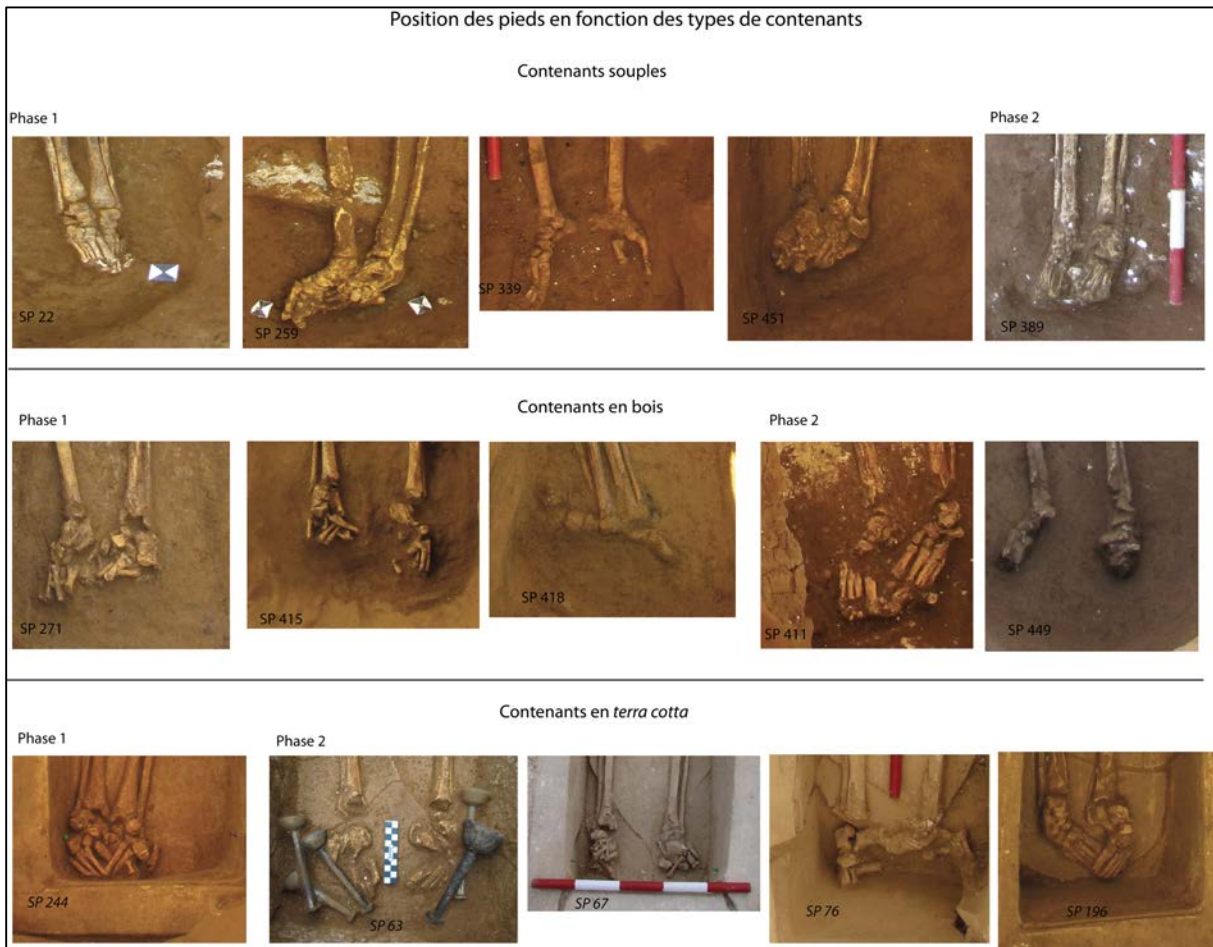 Position des pieds en fonction des types de contenants
Contenants souples
Phase 1
Phase 2
SP 22
SP 259
SP 339
SP 451
SP 389
Contenants en bois
Phase 1
Phase 2
SP 271
SP 415
SP 418
SP 411
SP 449
Contenants en terra cotta
Phase 1
Phase 2
SP 244
SP 63
SP 67
SP 76
SP 196